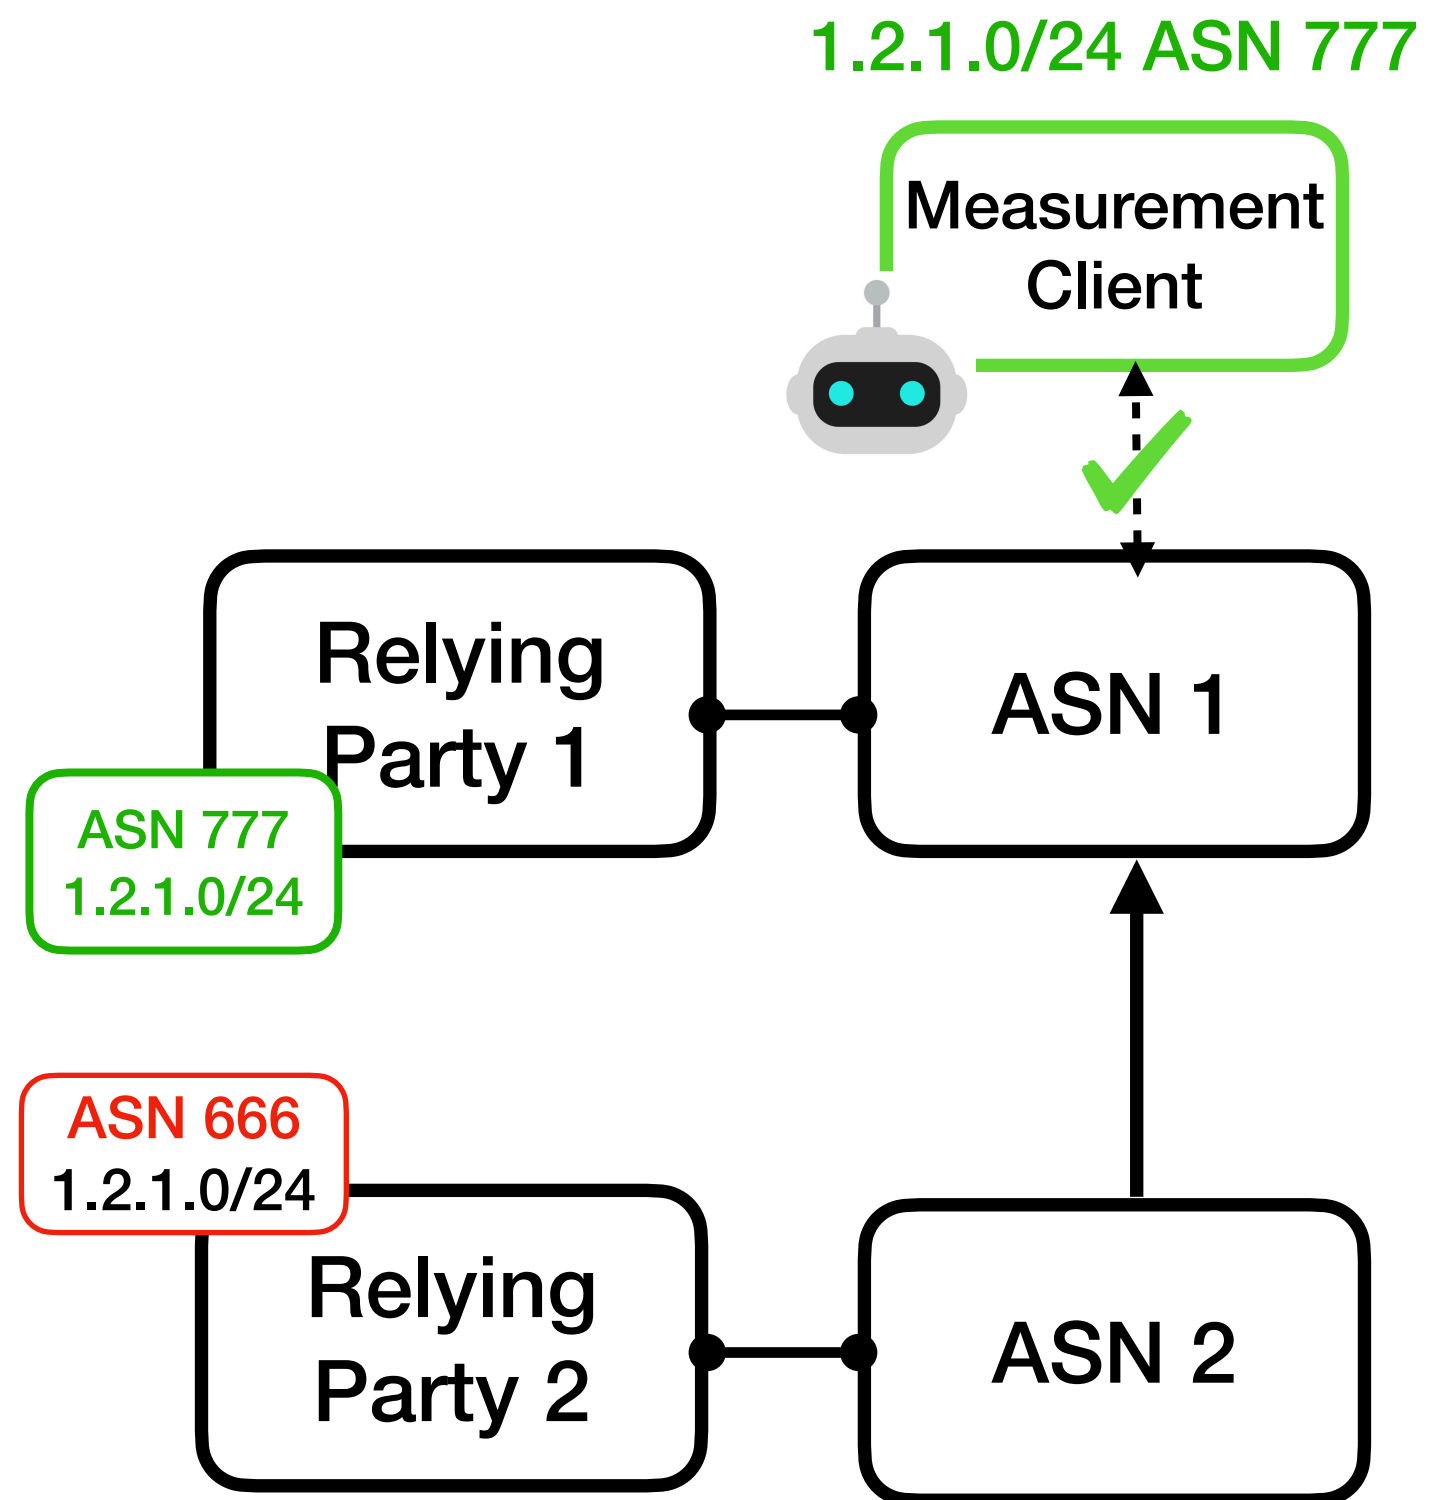 1.2.1.0/24 ASN 777
Measurement
Client
Relying
Party 1
ASN 1
ASN 777
1.2.1.0/24
ASN 666
1.2.1.0/24
Relying
Party 2
ASN 2